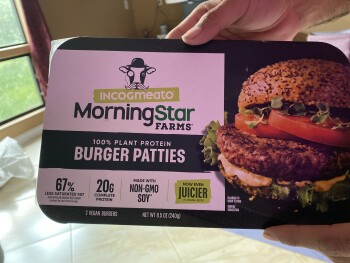 INCOGMEATO
MorningStar
FARMS®
100% PLANT PROTEIN
BURGER PATTIES
67%
LESS SATURATED FAT
20g
COMPLETE
PROTEIN
MADE WITH
NON-GMO
SOY
NOW EVEN
JUICIER
2 VEGAN BURGERS
NET WT 8.5 OZ (240g)